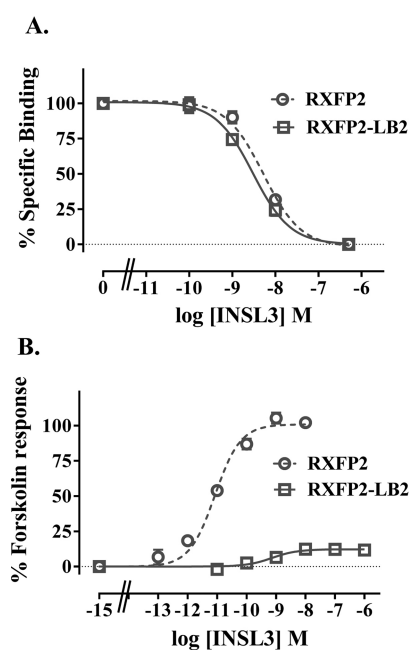 A.
% Specific Binding
100
75
50
25
0
RXFP2
RXFP2-LB2
0 -11 -10 -9 -8 -7 -6
log [INSL3] M
B.
% Forskolin response
100
75
50
25
0
RXFP2
RXFP2-LB2
-15 -13 -12 -11 -10 -9 -8 -7 -6
log [INSL3] M